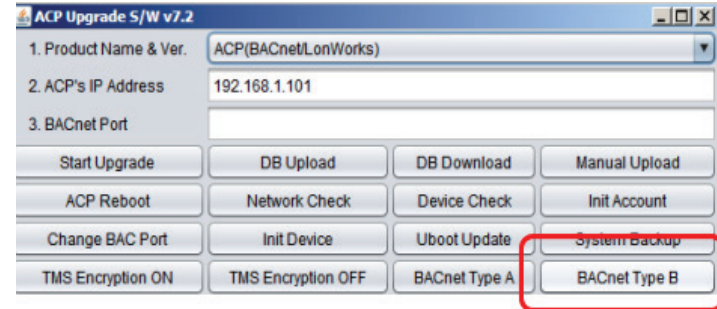 ACP Upgrade S/W v7.2
1. Product Name & Ver. ACP(BACnet/LonWorks)
2. ACP's IP Address 192.168.1.101
3. BACnet Port
Start Upgrade DB Upload DB Download Manual Upload
ACP Reboot Network Check Device Check Init Account
Change BAC Port Init Device Uboot Update System Backup
TMS Encryption ON TMS Encryption OFF BACnet Type A BACnet Type B